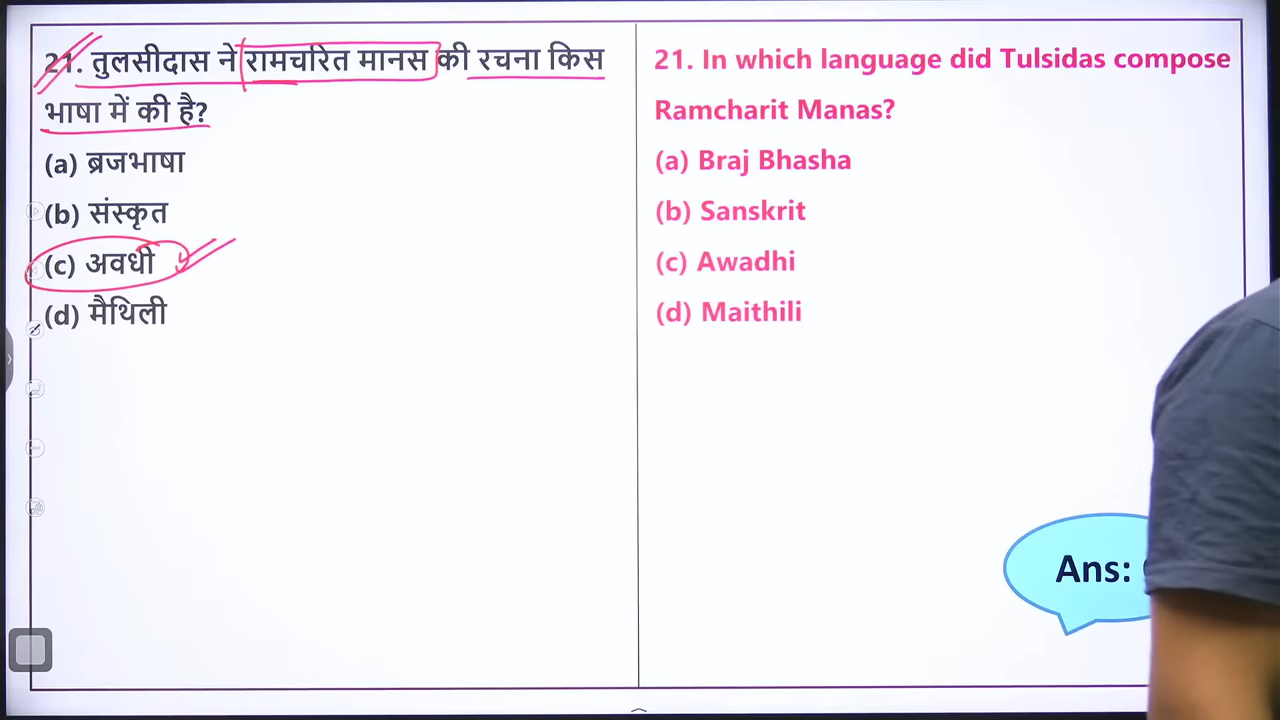 21. तुलसीदास ने रामचरित मानस की रचना किस
भाषा में की है?
(a) ब्रजभाषा
(b) संस्कृत
(c) अवधी
(d) मैथिली
21. In which language did Tulsidas compose
Ramcharit Manas?
(a) Braj Bhasha
(b) Sanskrit
(c) Awadhi
(d) Maithili
Ans: